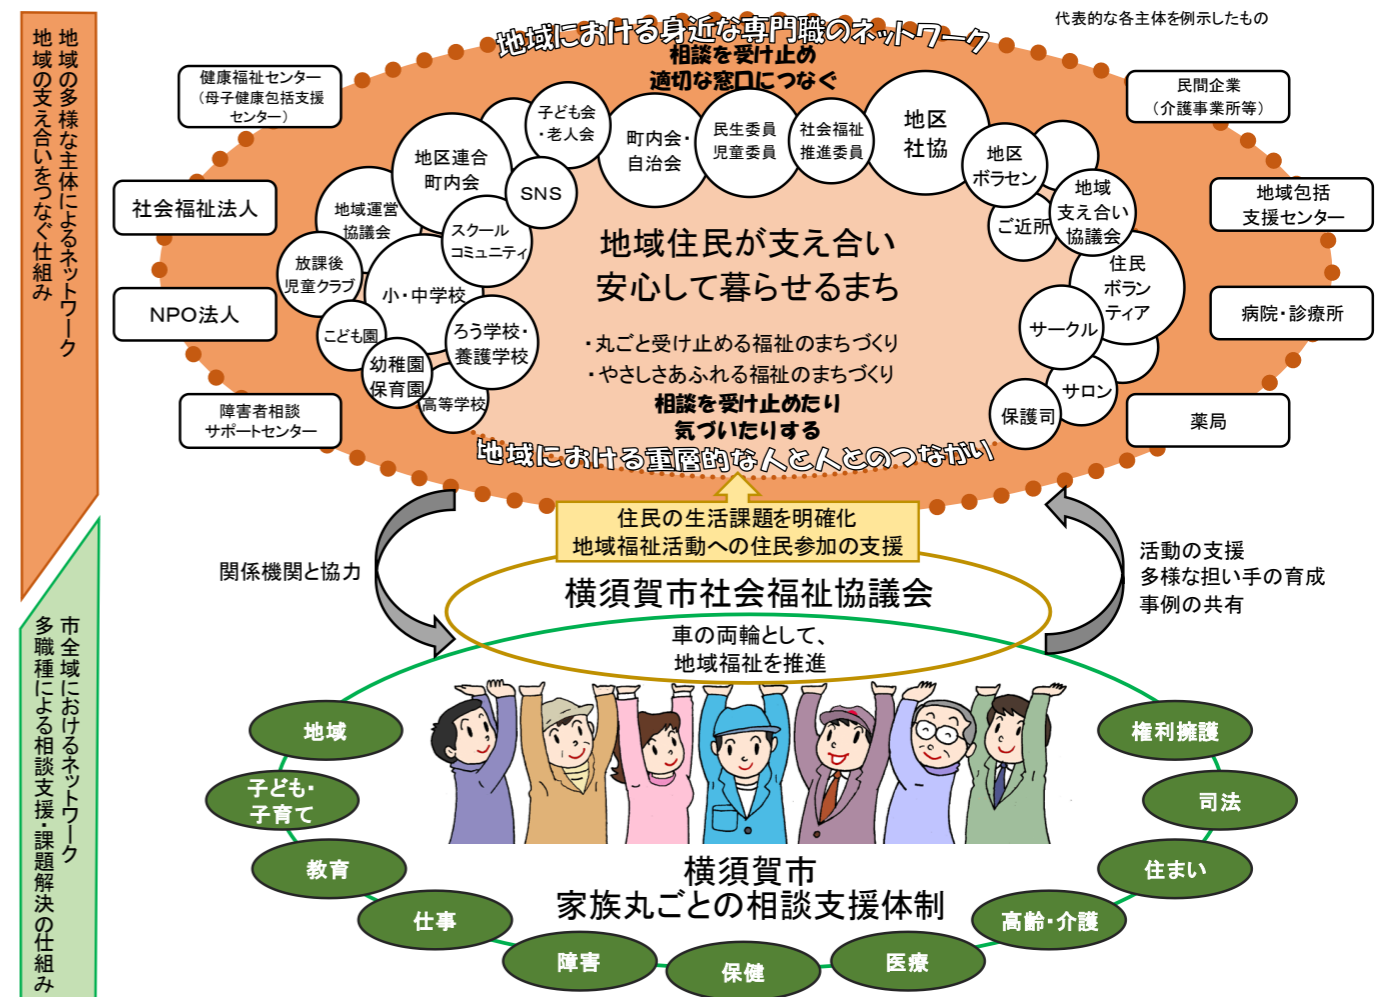 代表的な各主体を例示したもの
地域の多様な主体によるネットワーク
地域の支え合いをつなぐ仕組み
地域における身近な専門職のネットワーク
相談を受け止め
適切な窓口につなぐ
健康福祉センター
（母子健康包括支援
センター）
社会福祉法人
NPO法人
障害者相談
サポートセンター
民間企業
（介護事業所等）
地域包括
支援センター
病院・診療所
薬局
子ども会
・老人会
町内会・
自治会
民生委員
児童委員
社会福祉
推進委員
地区
社協
地区
ボラセン
地区連合
町内会
SNS
地域運営
協議会
スクール
コミュニティ
放課後
児童クラブ
小・中学校
こども園
ろう学校・
養護学校
幼稚園
保育園
高等学校
ご近所
地域
支え合い
協議会
住民
ボラン
ティア
サークル
サロン
保護司
地域住民が支え合い
安心して暮らせるまち
・丸ごと受け止める福祉のまちづくり
・やさしさあふれる福祉のまちづくり
相談を受け止めたり
気づいたりする
地域における重層的な人と人とのつながり
住民の生活課題を明確化
地域福祉活動への住民参加の支援
関係機関と協力
活動の支援
多様な担い手の育成
事例の共有
横須賀市社会福祉協議会
車の両輪として、
地域福祉を推進
市全域におけるネットワーク
多職種による相談支援・課題解決の仕組み
地域
子ども・
子育て
教育
仕事
障害
保健
医療
高齢・介護
住まい
司法
権利擁護
横須賀市
家族丸ごとの相談支援体制